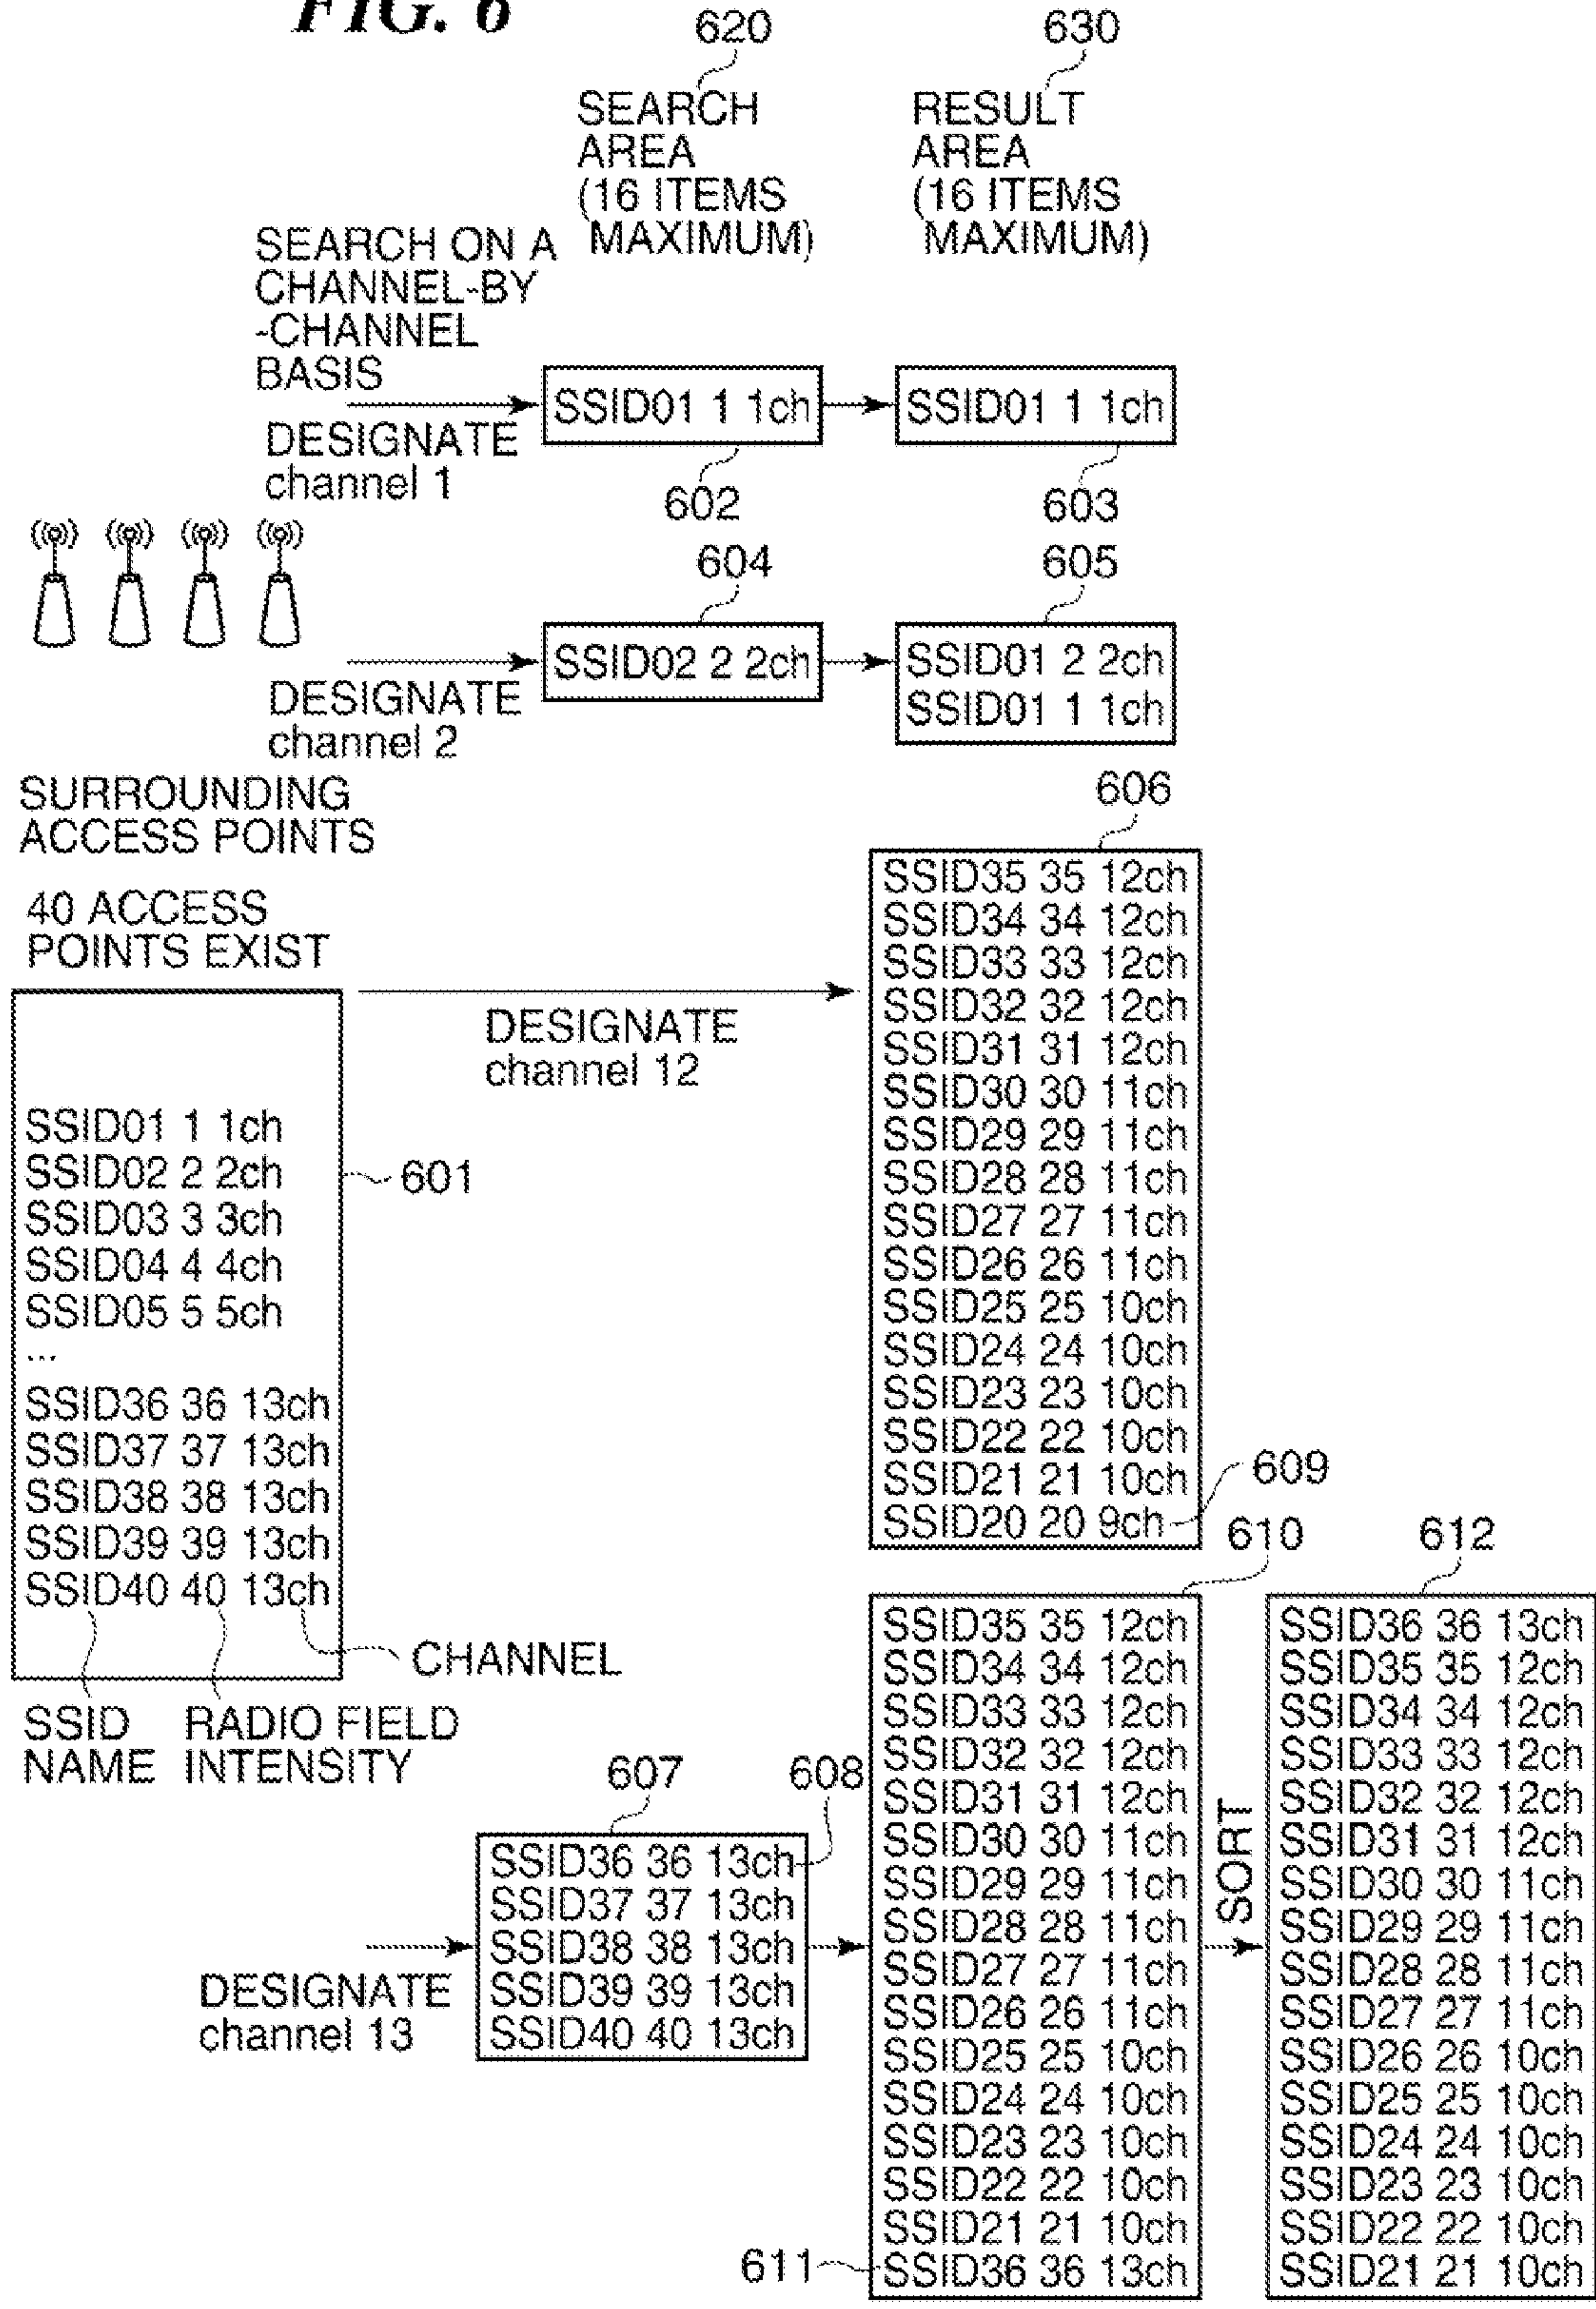 FIG. 6
620
630
SEARCH
AREA
(16 ITEMS
MAXIMUM)
RESULT
AREA
(16 ITEMS
MAXIMUM)
SEARCH ON A
CHANNEL-BY
-CHANNEL
BASIS
DESIGNATE
channel 1
SSID01 1 1ch
602
SSID01 1 1ch
603
604
605
DESIGNATE
channel 2
SSID02 2 2ch
SSID01 2 2ch
SSID01 1 1ch
SURROUNDING
ACCESS POINTS
40 ACCESS
POINTS EXIST
SSID01 1 1ch
SSID02 2 2ch
SSID03 3 3ch
SSID04 4 4ch
SSID05 5 5ch
...
SSID36 36 13ch
SSID37 37 13ch
SSID38 38 13ch
SSID39 39 13ch
SSID40 40 13ch
601
CHANNEL
SSID
NAME
RADIO FIELD
INTENSITY
DESIGNATE
channel 12
606
SSID35 35 12ch
SSID34 34 12ch
SSID33 33 12ch
SSID32 32 12ch
SSID31 31 12ch
SSID30 30 11ch
SSID29 29 11ch
SSID28 28 11ch
SSID27 27 11ch
SSID26 26 11ch
SSID25 25 10ch
SSID24 24 10ch
SSID23 23 10ch
SSID22 22 10ch
SSID21 21 10ch
SSID20 20 9ch
609
DESIGNATE
channel 13
607
608
SSID36 36 13ch
SSID37 37 13ch
SSID38 38 13ch
SSID39 39 13ch
SSID40 40 13ch
610
SSID35 35 12ch
SSID34 34 12ch
SSID33 33 12ch
SSID32 32 12ch
SSID31 31 12ch
SSID30 30 11ch
SSID29 29 11ch
SSID28 28 11ch
SSID27 27 11ch
SSID26 26 11ch
SSID25 25 10ch
SSID24 24 10ch
SSID23 23 10ch
SSID22 22 10ch
SSID21 21 10ch
SSID36 36 13ch
611
SORT
612
SSID36 36 13ch
SSID35 35 12ch
SSID34 34 12ch
SSID33 33 12ch
SSID32 32 12ch
SSID31 31 12ch
SSID30 30 11ch
SSID29 29 11ch
SSID28 28 11ch
SSID27 27 11ch
SSID26 26 10ch
SSID25 25 10ch
SSID24 24 10ch
SSID23 23 10ch
SSID22 22 10ch
SSID21 21 10ch